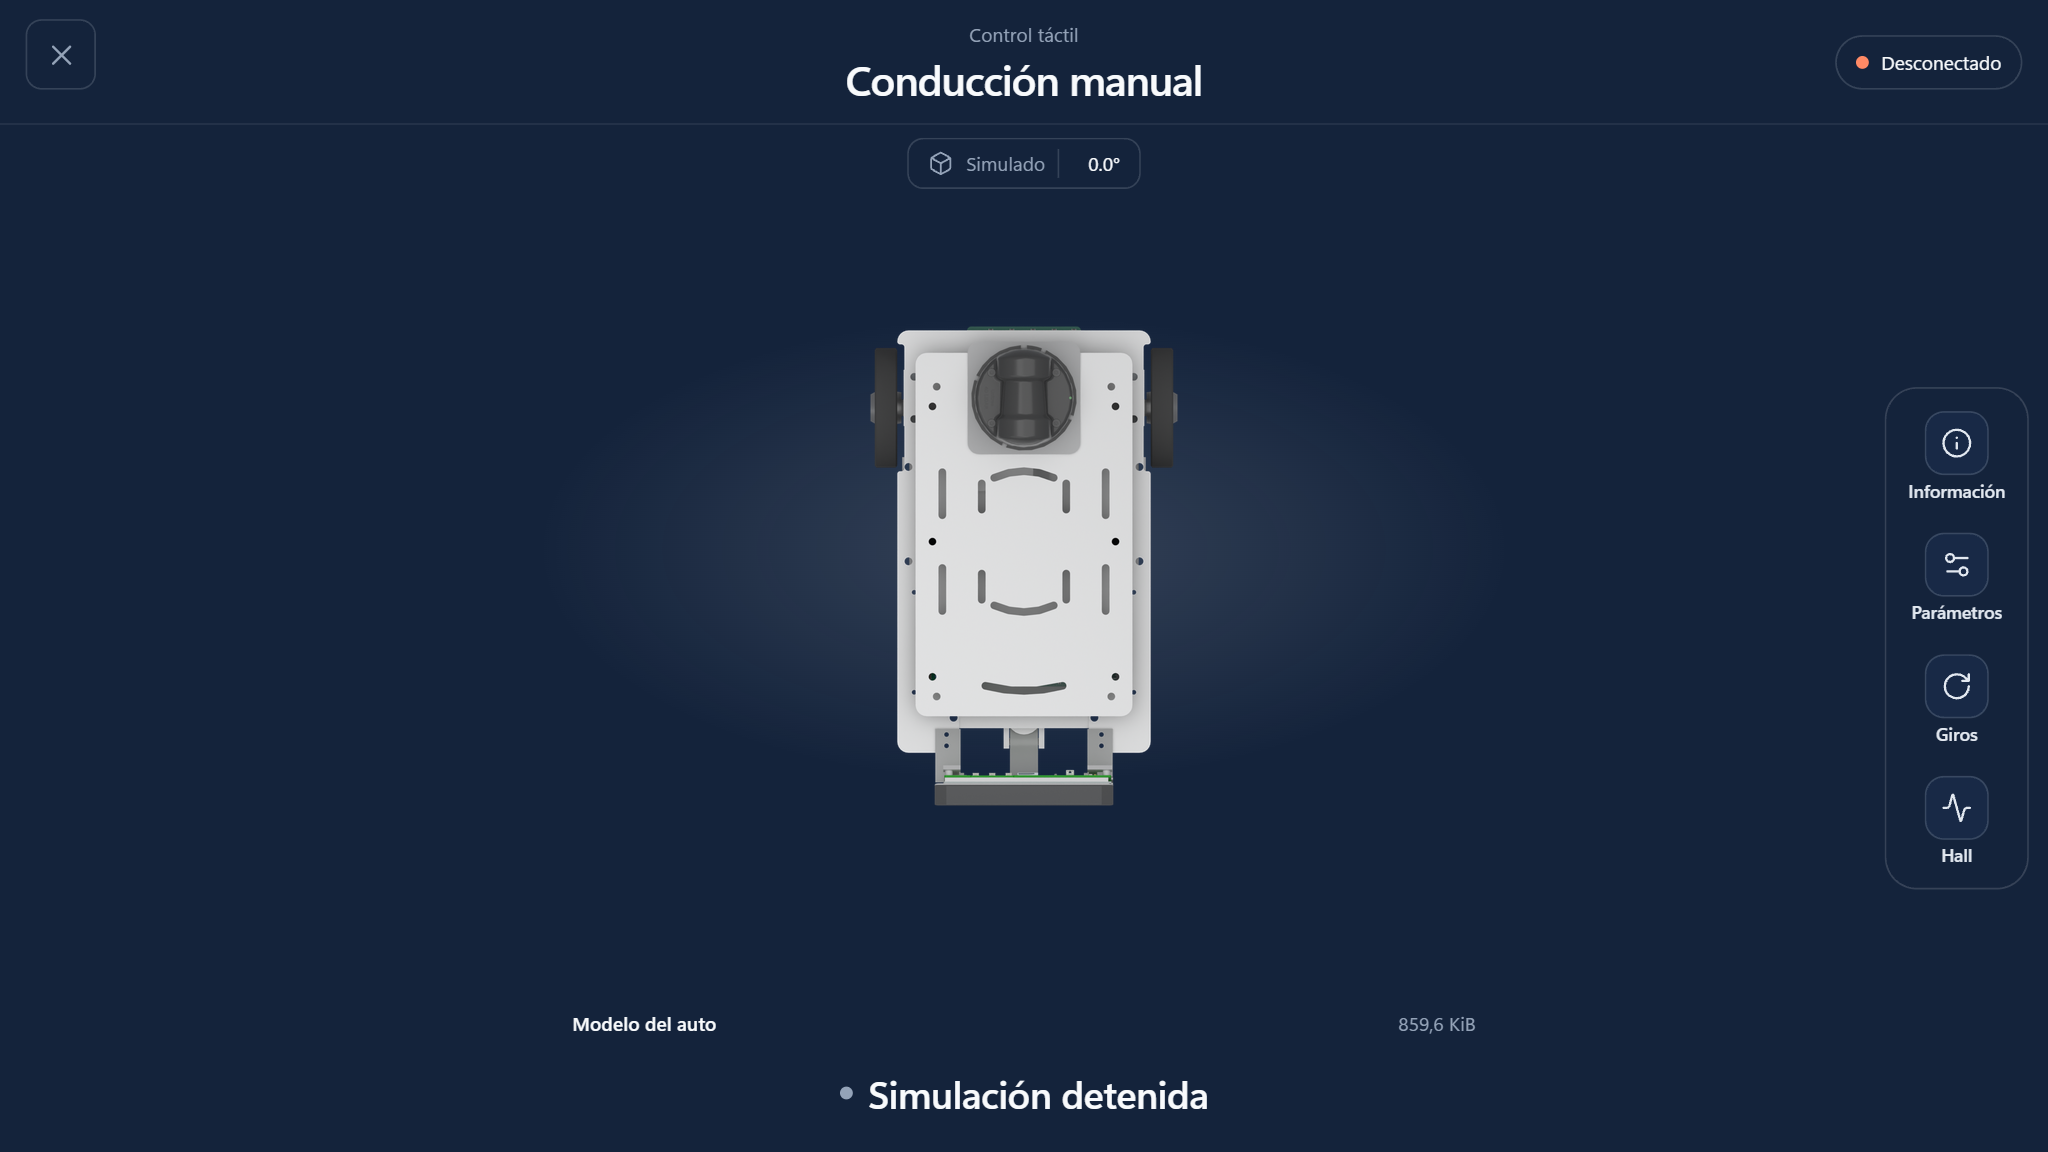 Control táctil
Conducción manual
Desconectado
Simulado 0.0°
Información
Parámetros
Giros
Hall
Modelo del auto 859,6 KiB
Simulación detenida